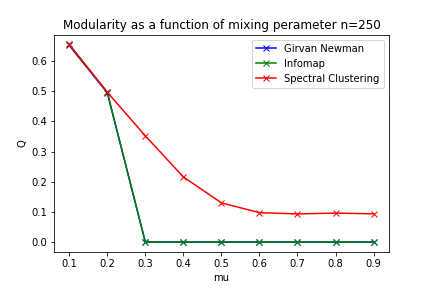 Modularity as a function of mixing perameter n=250
Girvan Newman
Infomap
Spectral Clustering
Q
0.6
0.5
0.4
0.3
0.2
0.1
0.0
0.1 0.2 0.3 0.4 0.5 0.6 0.7 0.8 0.9
mu